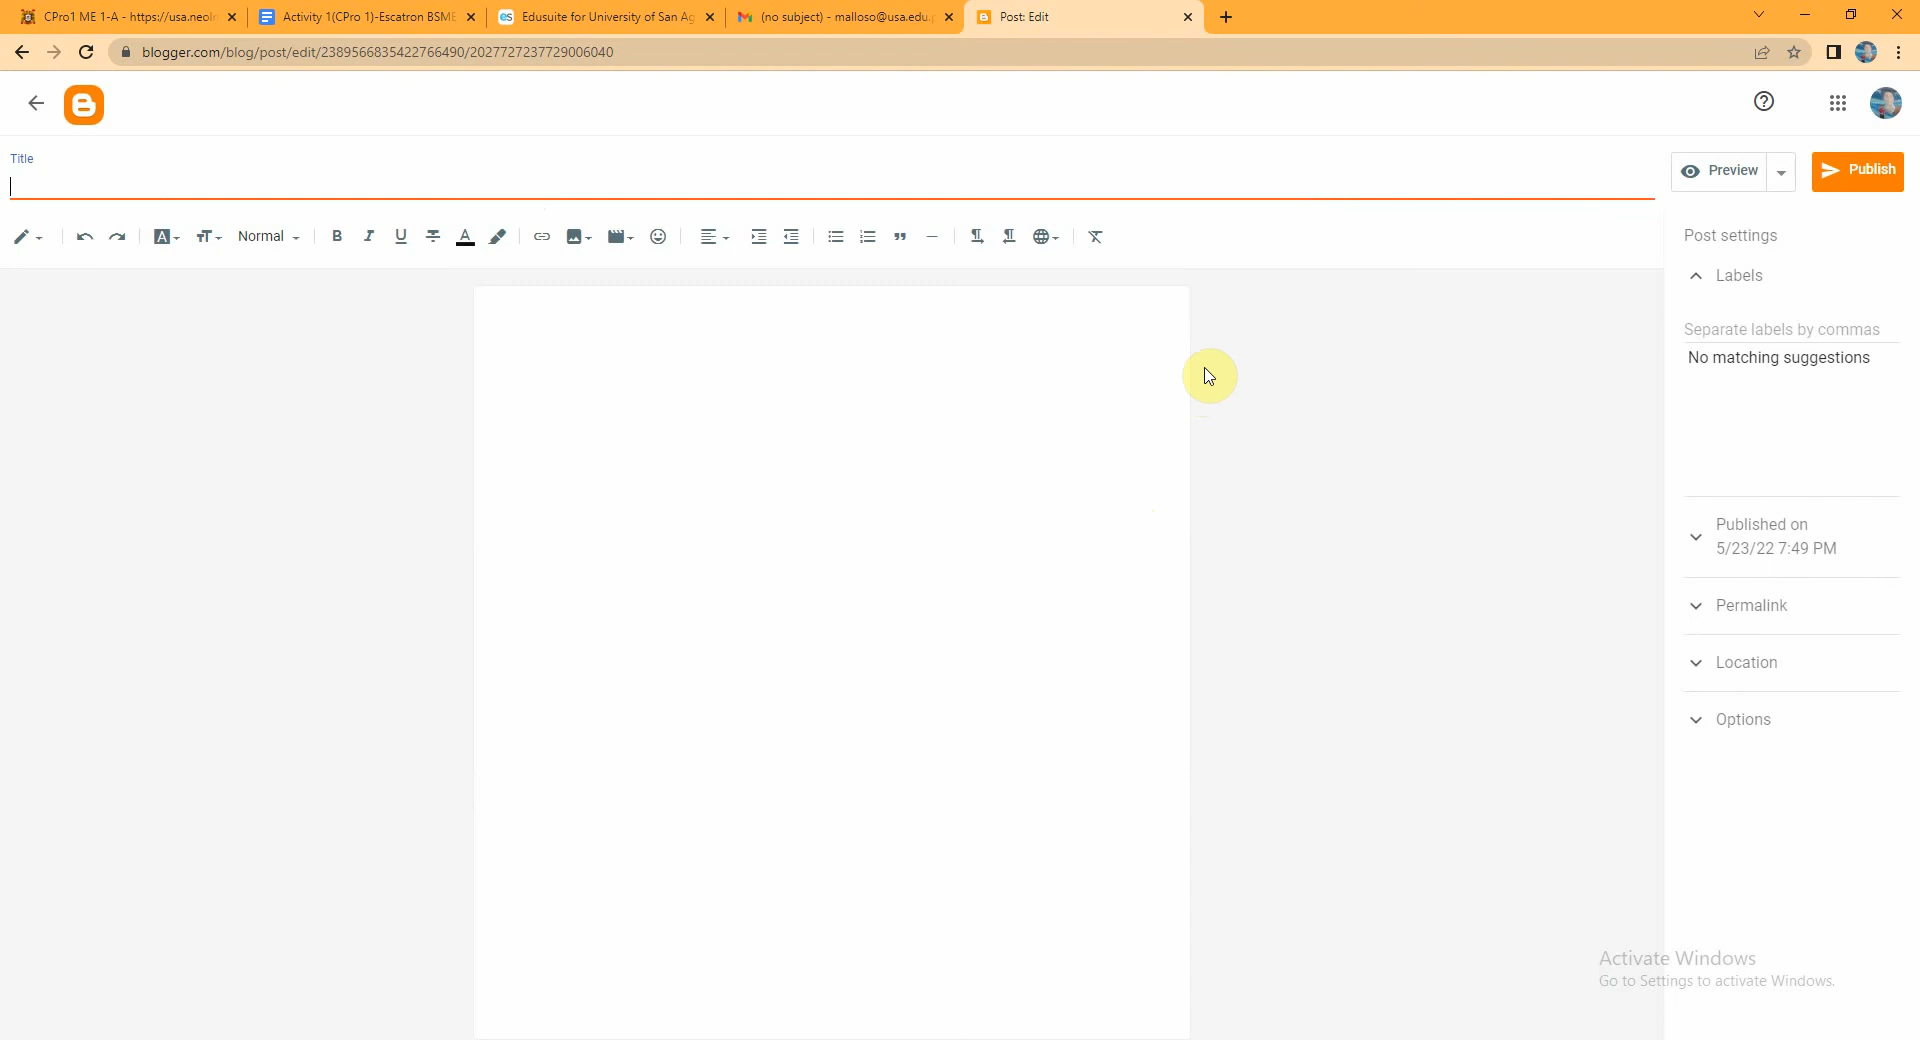 CPro1 ME 1-A - https://usa.neolm
Activity 1(CPro 1)-Escatron BSME
es Edusuite for University of San Ag
(no subject) - malloso@usa.edu.p
Post: Edit
blogger.com/blog/post/edit/2389566835422766490/2027727237729006040
Title
Preview
Publish
Normal
Post settings
Labels
Separate labels by commas
No matching suggestions
Published on
5/23/22 7:49 PM
Permalink
Location
Options
Activate Windows
Go to Settings to activate Windows.